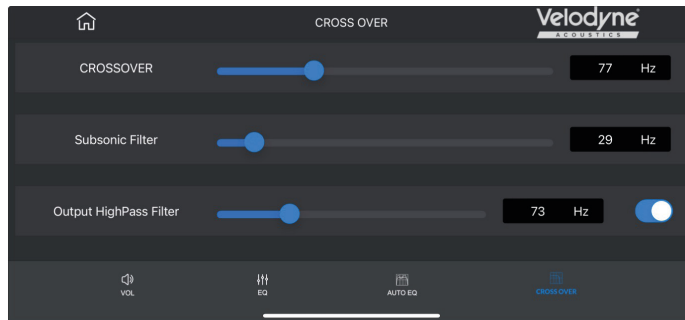 CROSS OVER
Velodyne®
ACOUSTICS
CROSSOVER 77 Hz
Subsonic Filter 29 Hz
Output HighPass Filter 73 Hz
VOL EQ AUTO EQ CROSS OVER